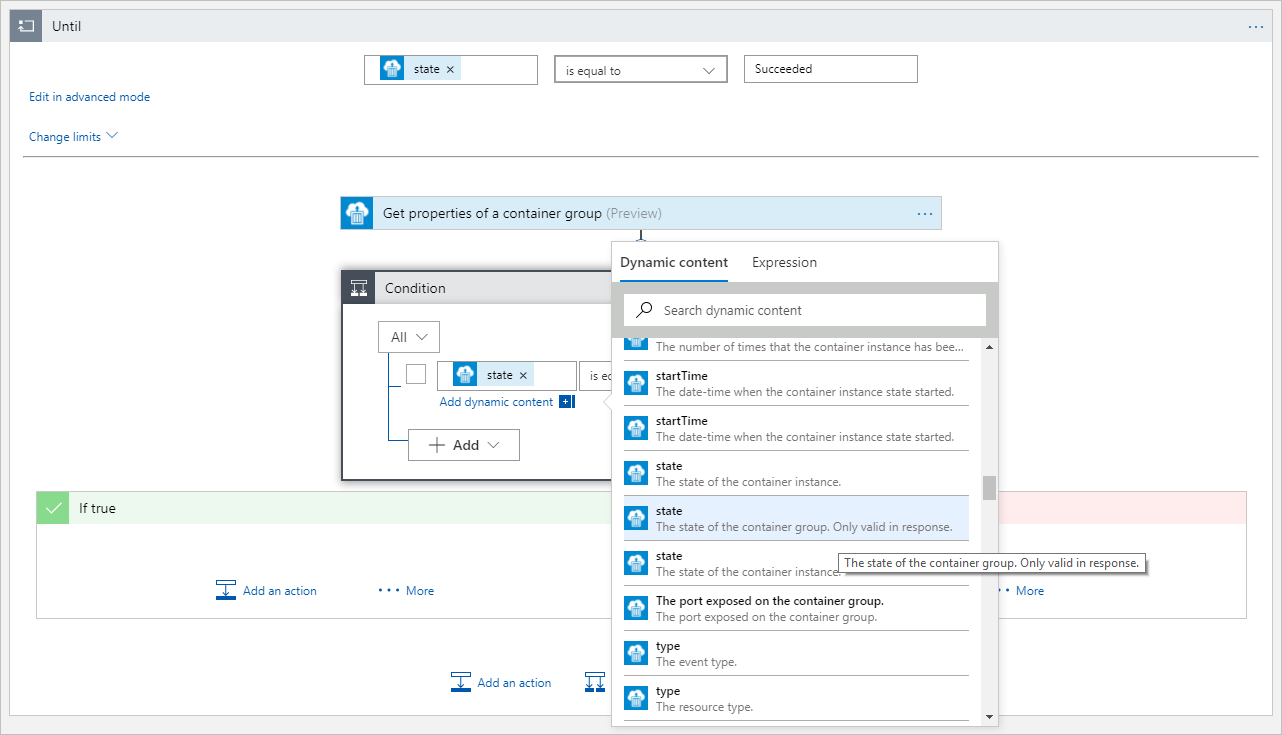 Until
state ×
is equal to
Succeeded
Edit in advanced mode
Change limits
Get properties of a container group (Preview)
Condition
All
state ×
is ec
Add dynamic content
Add
If true
Add an action
More
Add an action
Dynamic content
Expression
Search dynamic content
The number of times that the container instance has bee...
startTime
The date-time when the container instance state started.
startTime
The date-time when the container instance state started.
state
The state of the container instance.
state
The state of the container group. Only valid in response.
state
The state of the container instance.
The state of the container group. Only valid in response.
The port exposed on the container group.
The port exposed on the container group.
type
The event type.
type
The resource type.
More